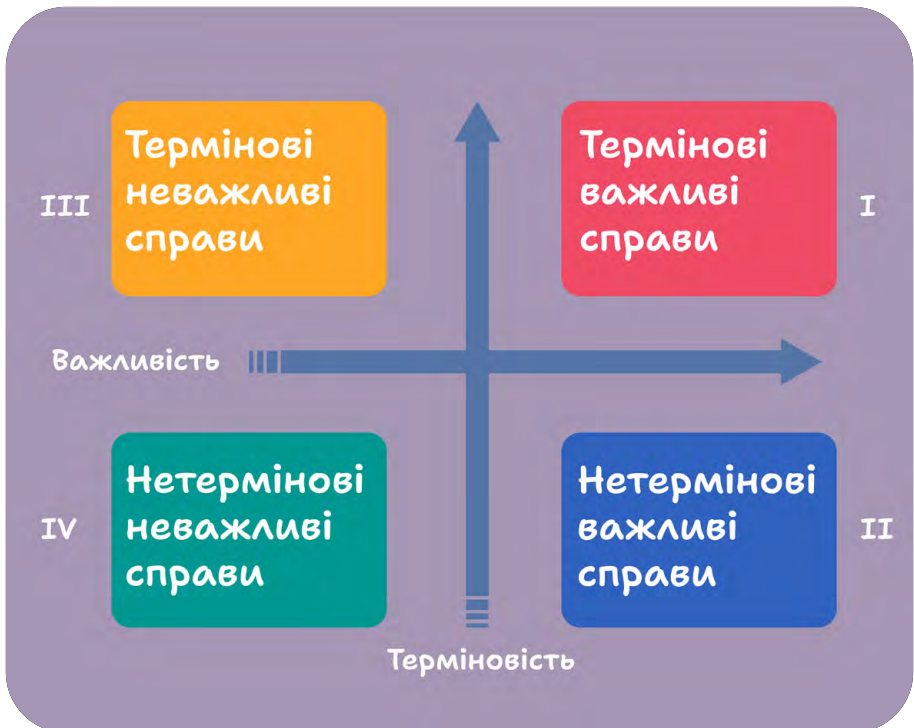 Термінові
неважливі
справи
III
Термінові
важливі
справи
I
Важливість
Нетермінові
неважливі
справи
IV
Нетермінові
важливі
справи
II
Терміновість